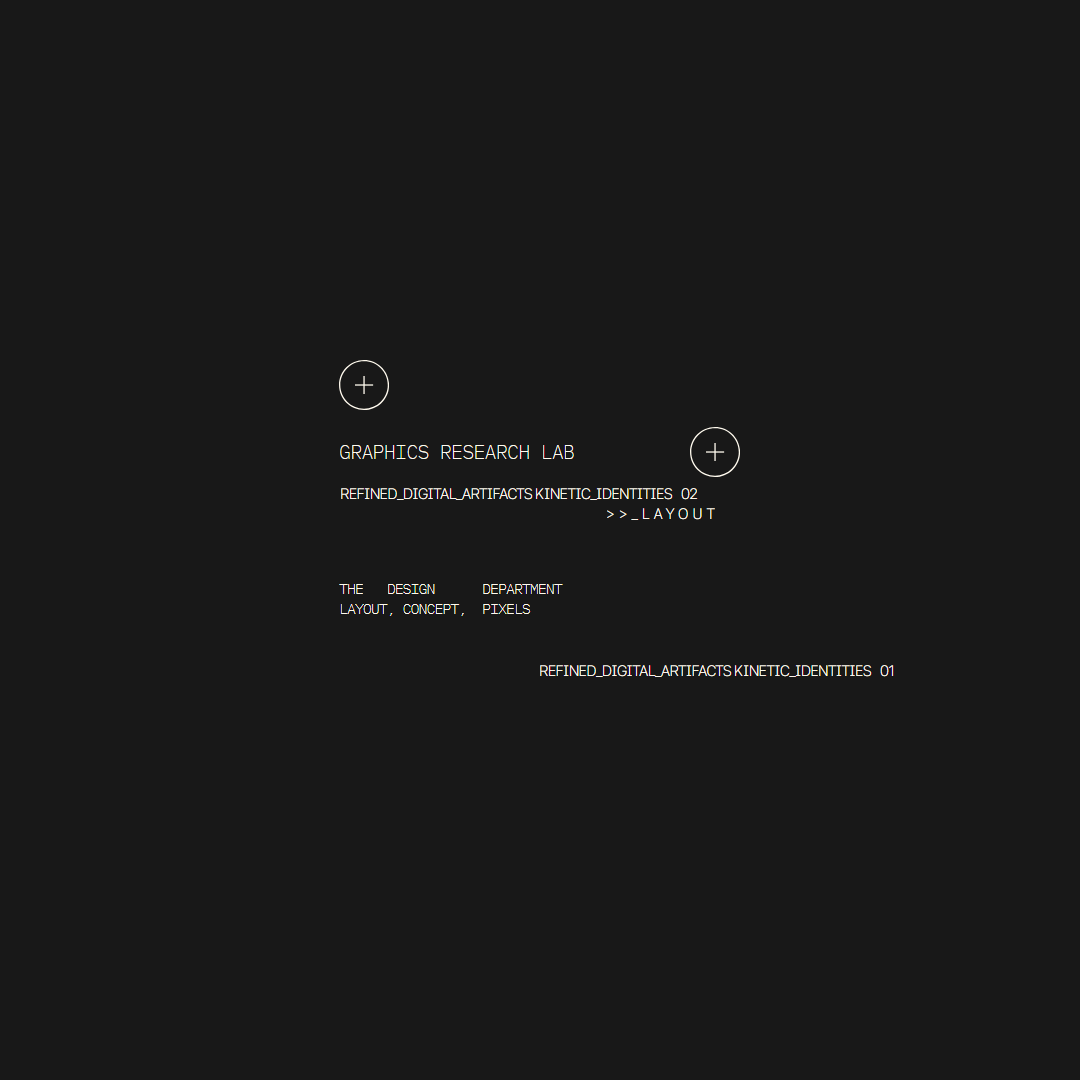 GRAPHICS RESEARCH LAB
REFINED_DIGITAL_ARTIFACTS KINETIC_IDENTITIES 02
>>_LAYOUT
THE DESIGN DEPARTMENT
LAYOUT, CONCEPT, PIXELS
REFINED_DIGITAL_ARTIFACTS KINETIC_IDENTITIES 01